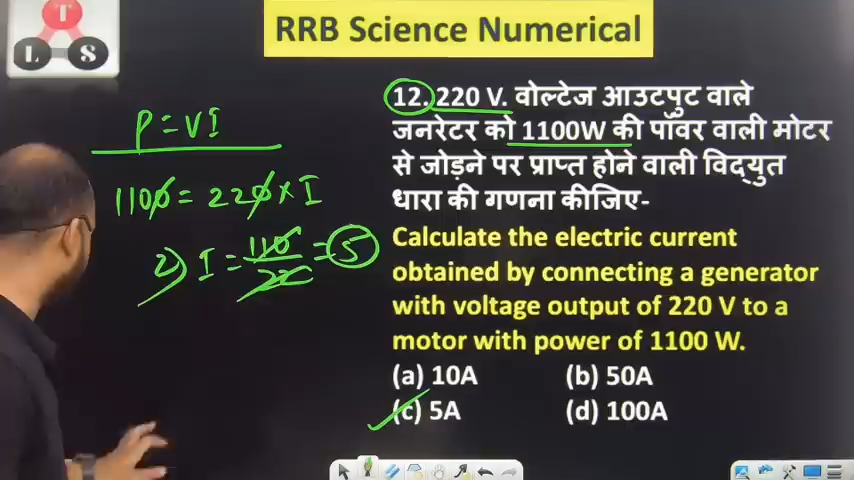 T
L S
RRB Science Numerical
P = VI
1100 = 220 × I
2) I = 110/22 = 5
12. 220 V. वोल्टेज आउटपुट वाले
जनरेटर को 1100W की पॉवर वाली मोटर
से जोड़ने पर प्राप्त होने वाली विद्युत
धारा की गणना कीजिए-
Calculate the electric current
obtained by connecting a generator
with voltage output of 220 V to a
motor with power of 1100 W.
(a) 10A (b) 50A
(c) 5A (d) 100A